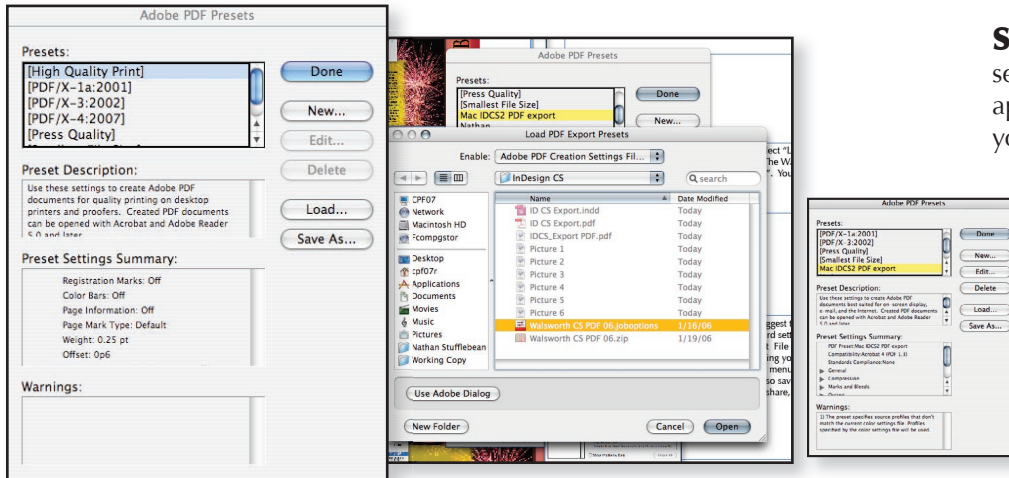 Adobe PDF Presets
Presets:
[High Quality Print]
[PDF/X-1a:2001]
[PDF/X-3:2002]
[PDF/X-4:2007]
[Press Quality]
Done
New...
Edit...
Delete
Load...
Save As...
Preset Description:
Use these settings to create Adobe PDF
documents for quality printing on desktop
printers and proofers. Created PDF documents
can be opened with Acrobat and Adobe Reader
5.0 and later.
Preset Settings Summary:
Registration Marks: Off
Color Bars: Off
Page Information: Off
Page Mark Type: Default
Weight: 0.25 pt
Offset: 0p6
Warnings:
Adobe PDF Presets
Presets:
[Press Quality]
[Smallest File Size]
Mac IDCS2 PDF export
Nathan
Done
New...
Load PDF Export Presets
Enable: Adobe PDF Creation Settings Fil...
InDesign CS
search
CPF07
Network
Macintosh HD
Fcompgstor
Desktop
cpf07r
Applications
Documents
Movies
Music
Pictures
Nathan Stufflebean
Working Copy
Name Date Modified
ID CS Export.indd Today
ID CS Export.pdf Today
IDCS_Export PDF.pdf Today
Picture 1 Today
Picture 2 Today
Picture 3 Today
Picture 4 Today
Picture 5 Today
Picture 6 Today
Walsworth CS PDF 06.joboptions 1/16/06
Walsworth CS PDF 06.zip 1/19/06
Use Adobe Dialog
New Folder
Cancel
Open
Adobe PDF Presets
Presets:
[PDF/X-1a:2001]
[PDF/X-3:2002]
[Press Quality]
[Smallest File Size]
Mac IDCS2 PDF export
Done
New...
Edit...
Delete
Load...
Save As...
Preset Description:
Use these settings to create Adobe PDF
documents best suited for on-screen display,
e-mail, and the Internet. Created PDF documents
can be opened with Acrobat and Adobe Reader
Preset Settings Summary:
PDF Preset: Mac IDCS2 PDF export
Compatibility: Acrobat 4 (PDF 1.3)
Standards Compliance: None
General
Compression
Marks and Bleeds
Warnings:
1) The preset specifies source profiles that don't
match the current color settings file. Profiles
specified by the color settings file will be used.